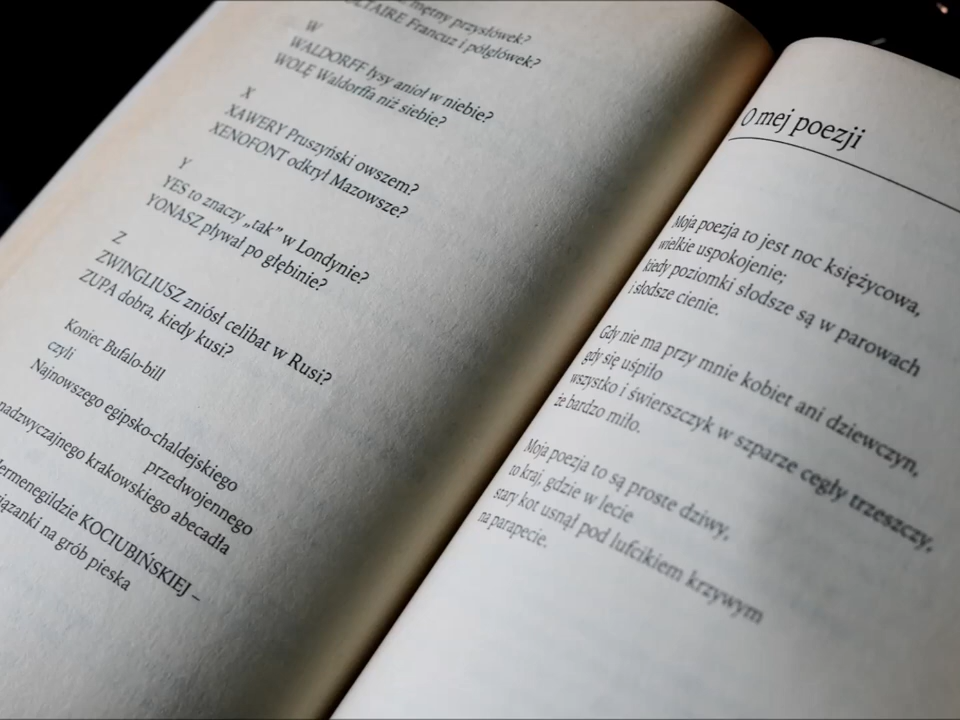 mętny przysłówek?
VOLTAIRE Francuz i półgłówek?
W
WALDORFF łysy anioł w niebie?
WOLĘ Waldorffa niż siebie?
X
XAWERY Pruszyński owszem?
XENOFONT odkrył Mazowsze?
Y
YES to znaczy „tak” w Londynie?
YONASZ pływał po głębinie?
Z
ZWINGLIUSZ zniósł celibat w Rusi?
ZUPA dobra, kiedy kusi?
Koniec Bufalo-bill
czyli
Najnowszego egipsko-chaldejskiego
przedwojennego
nadzwyczajnego krakowskiego abecadła
Hermenegildzie KOCIUBIŃSKIEJ –
wiązanki na grób pieska
O mej poezji
Moja poezja to jest noc księżycowa,
wielkie uspokojenie;
kiedy poziomki słodsze są w parowach
i słodsze cienie.
Gdy nie ma przy mnie kobiet ani dziewczyn,
gdy się uśpiło
wszystko i świerszczyk w szparze cegły trzeszczy,
że bardzo miło.
Moja poezja to są proste dziwy,
to kraj, gdzie w lecie
stary kot usnął pod lufcikiem krzywym
na parapecie.